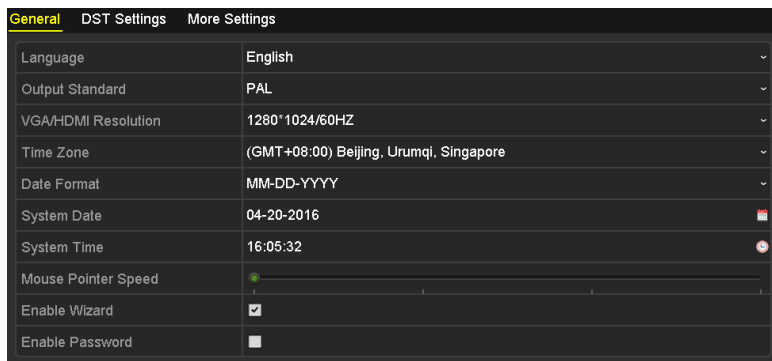 General DST Settings More Settings
Language English
Output Standard PAL
VGA/HDMI Resolution 1280*1024/60HZ
Time Zone (GMT+08:00) Beijing, Urumqi, Singapore
Date Format MM-DD-YYYY
System Date 04-20-2016
System Time 16:05:32
Mouse Pointer Speed
Enable Wizard
Enable Password